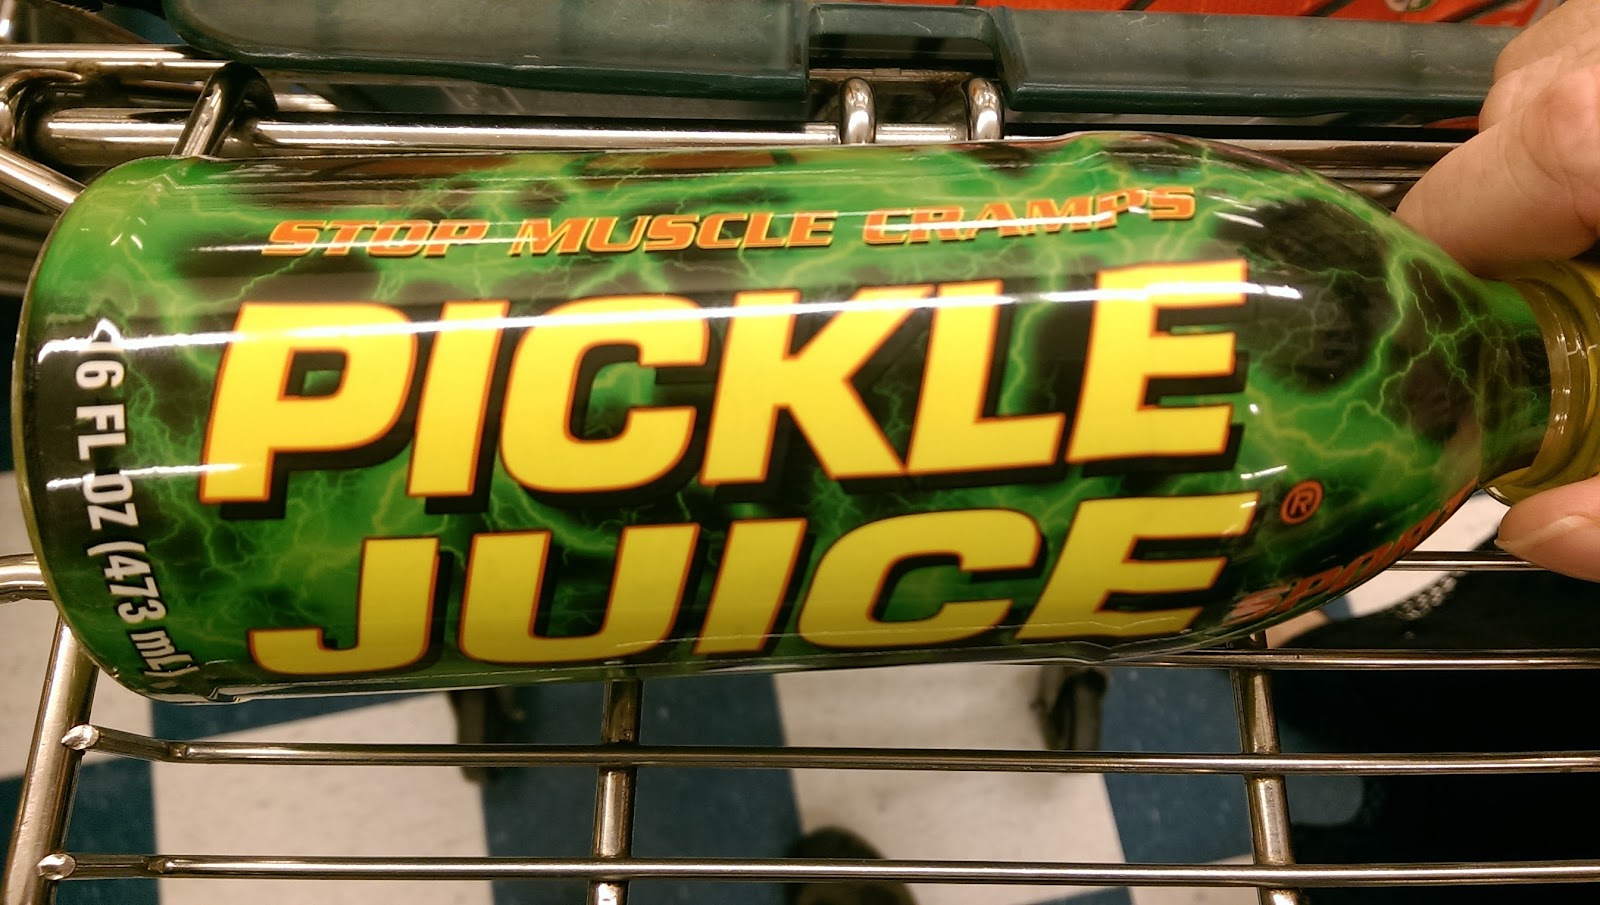 STOP MUSCLE CRAMPS
PICKLE
JUICE®
16 FL OZ (473 mL)